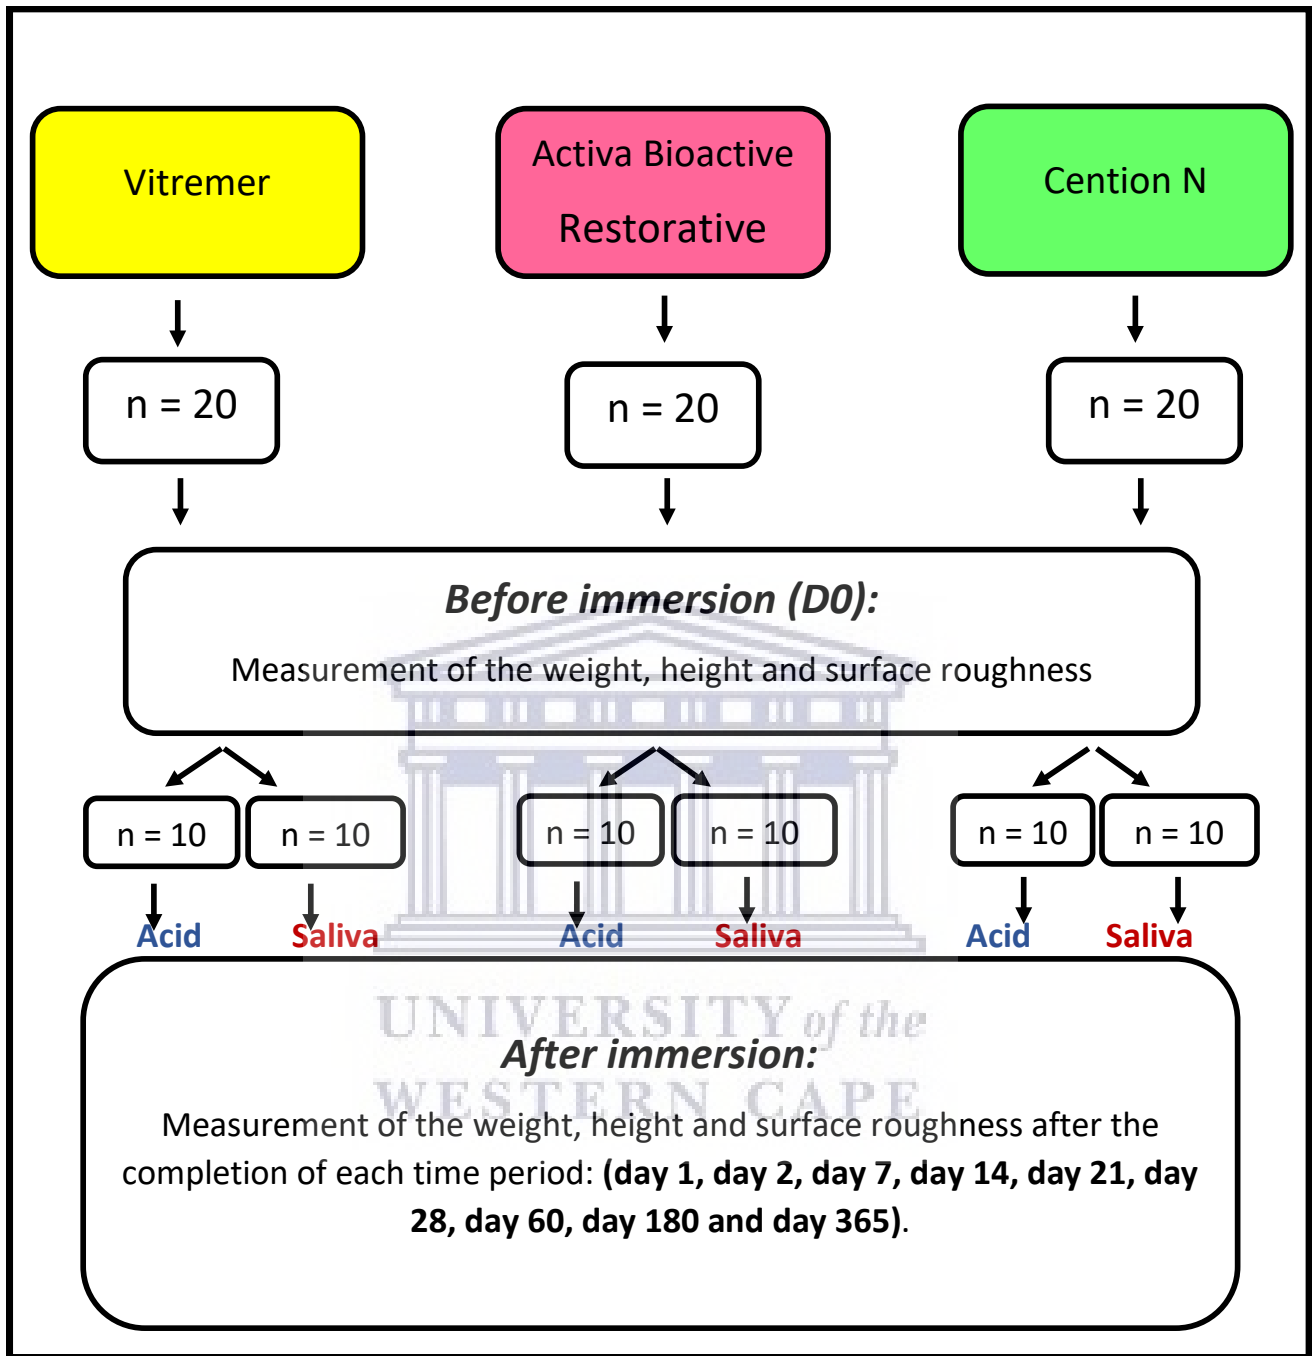 Vitremer
Activa Bioactive
Restorative
Cention N
n = 20
n = 20
n = 20
Before immersion (D0):
Measurement of the weight, height and surface roughness
n = 10
n = 10
n = 10
n = 10
n = 10
n = 10
Acid
Saliva
Acid
Saliva
Acid
Saliva
UNIVERSITY of the
WESTERN CAPE
After immersion:
Measurement of the weight, height and surface roughness after the
completion of each time period: (day 1, day 2, day 7, day 14, day 21, day
28, day 60, day 180 and day 365).